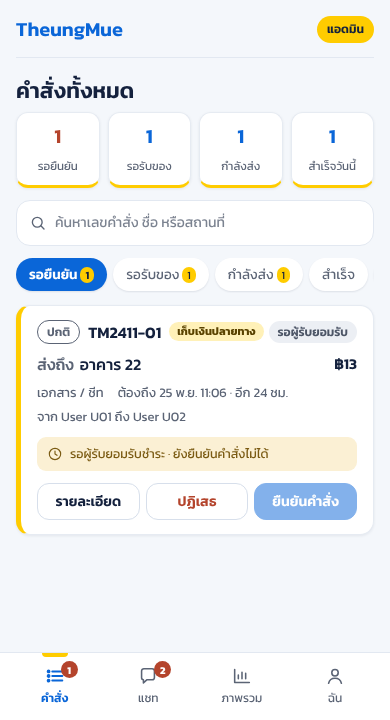 TheungMue
แอดมิน
คำสั่งทั้งหมด
1 1 1 1
รอยืนยัน รอรับของ กำลังส่ง สำเร็จวันนี้
ค้นหาเลขคำสั่ง ชื่อ หรือสถานที่
รอยืนยัน 1 รอรับของ 1 กำลังส่ง 1 สำเร็จ
ปกติ TM2411-01 เก็บเงินปลายทาง รอผู้รับยอมรับ
ส่งถึง อาคาร 22 ฿13
เอกสาร / ชีท ต้องถึง 25 พ.ย. 11:06 · อีก 24 ชม.
จาก User U01 ถึง User U02
รอผู้รับยอมรับชำระ · ยังยืนยันคำสั่งไม่ได้
รายละเอียด ปฏิเสธ ยืนยันคำสั่ง
1 2
คำสั่ง แชท ภาพรวม ฉัน